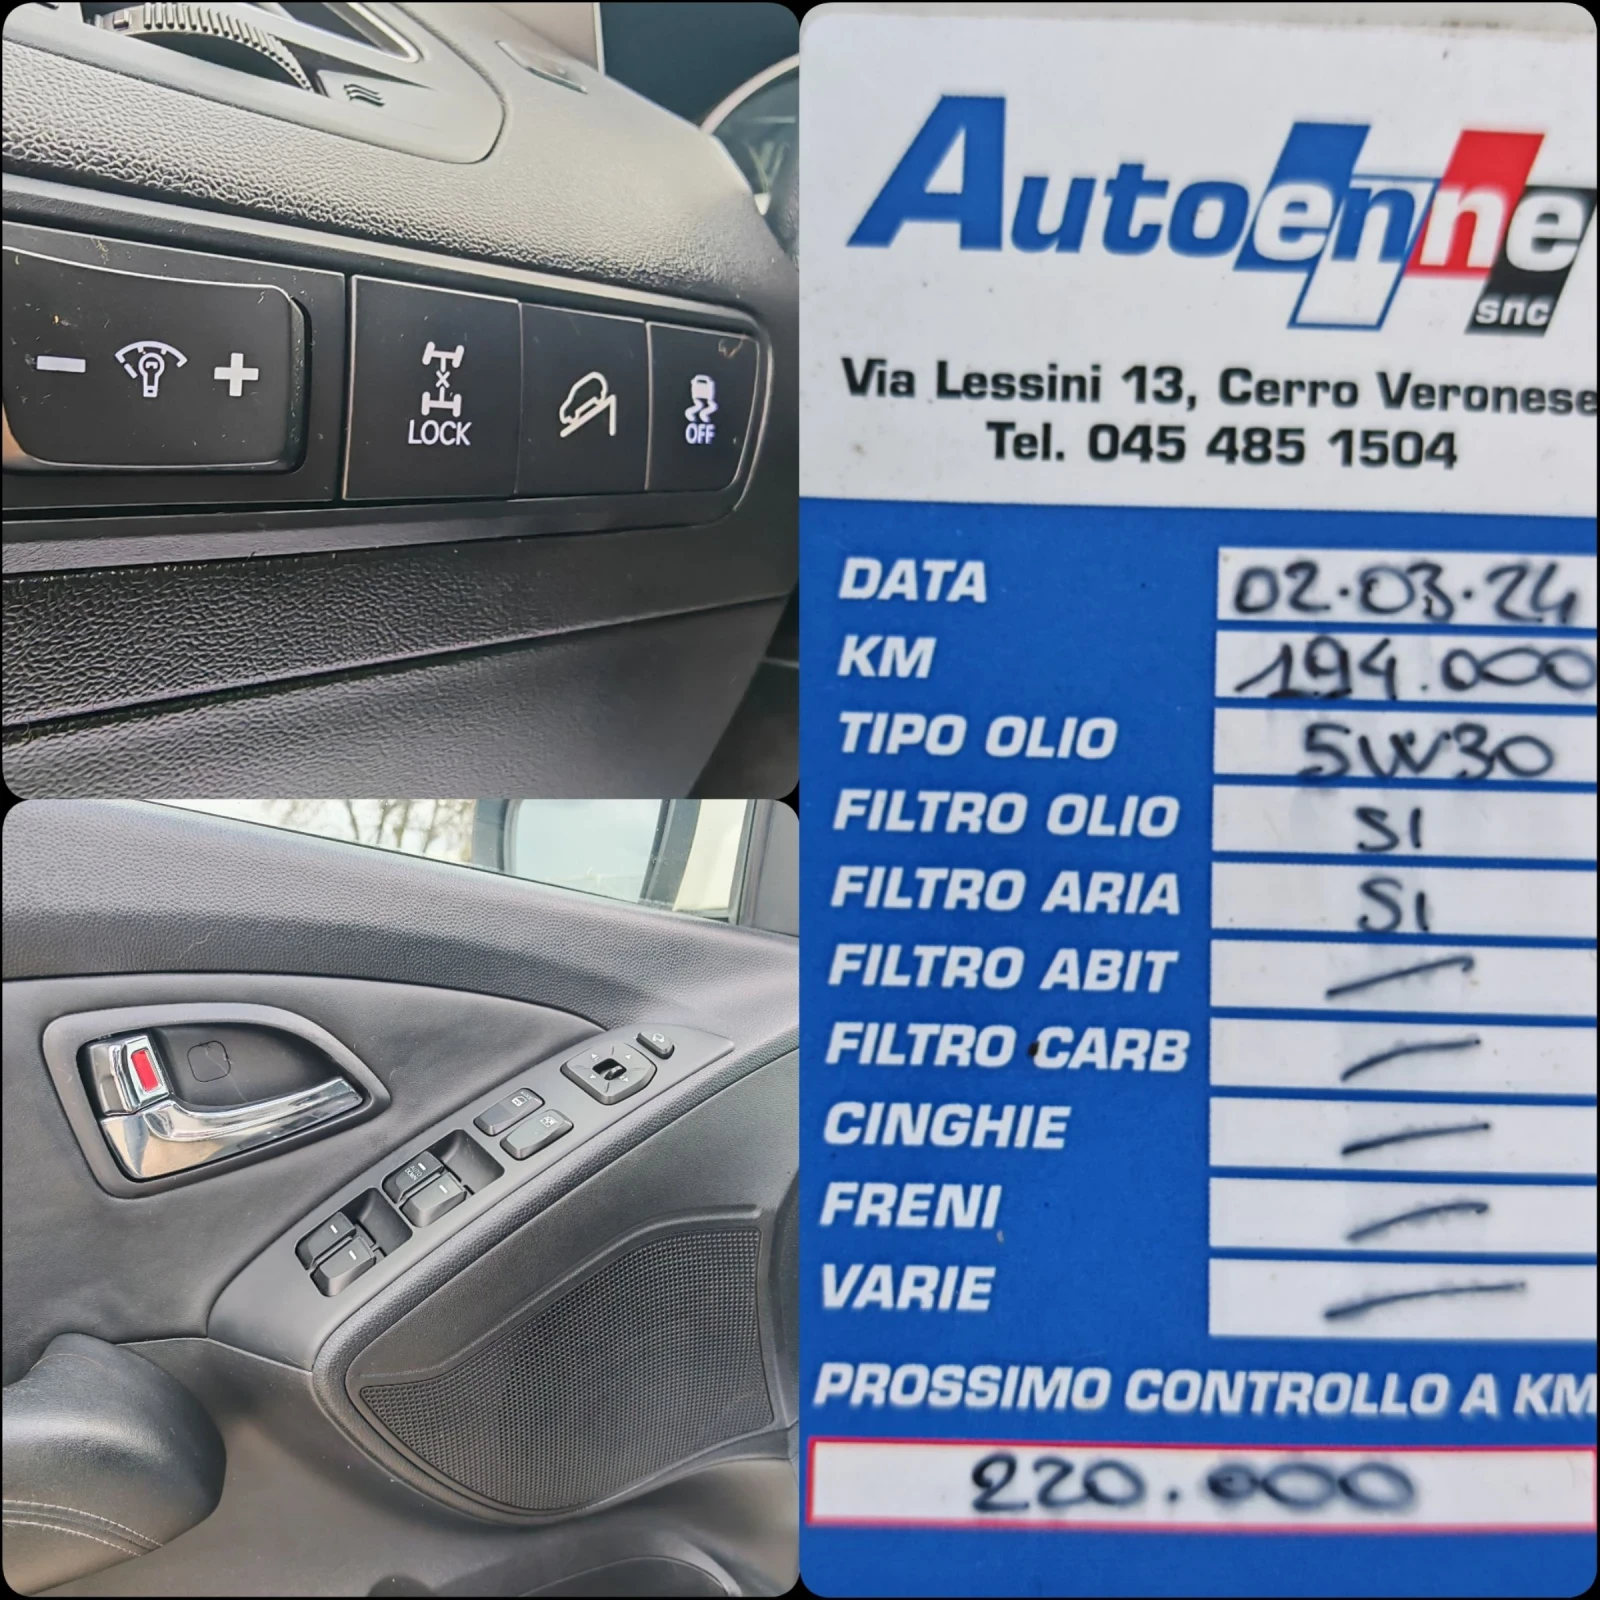 LOCK
OFF
AUTO
DOWN
Autoenne
snc
Via Lessini 13, Cerro Veronese
Tel. 045 485 1504
DATA 02.03.24
KM 194.000
TIPO OLIO 5W30
FILTRO OLIO SI
FILTRO ARIA SI
FILTRO ABIT
FILTRO CARB
CINGHIE
FRENI
VARIE
PROSSIMO CONTROLLO A KM
220.000